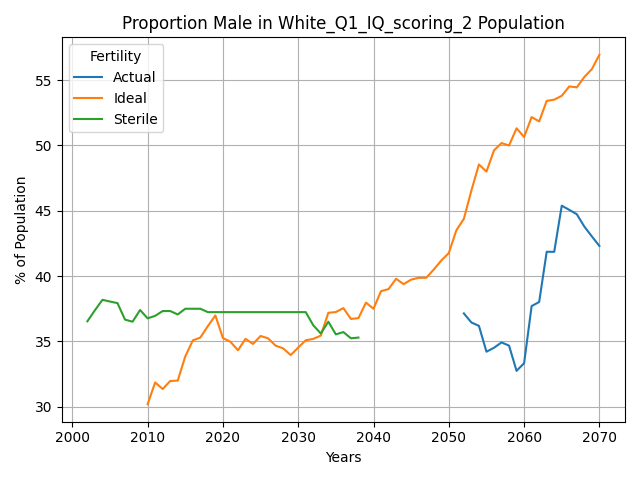 Proportion Male in White_Q1_IQ_scoring_2 Population
Fertility
Actual
Ideal
Sterile
% of Population
55
50
45
40
35
30
2000
2010
2020
2030
2040
2050
2060
2070
Years